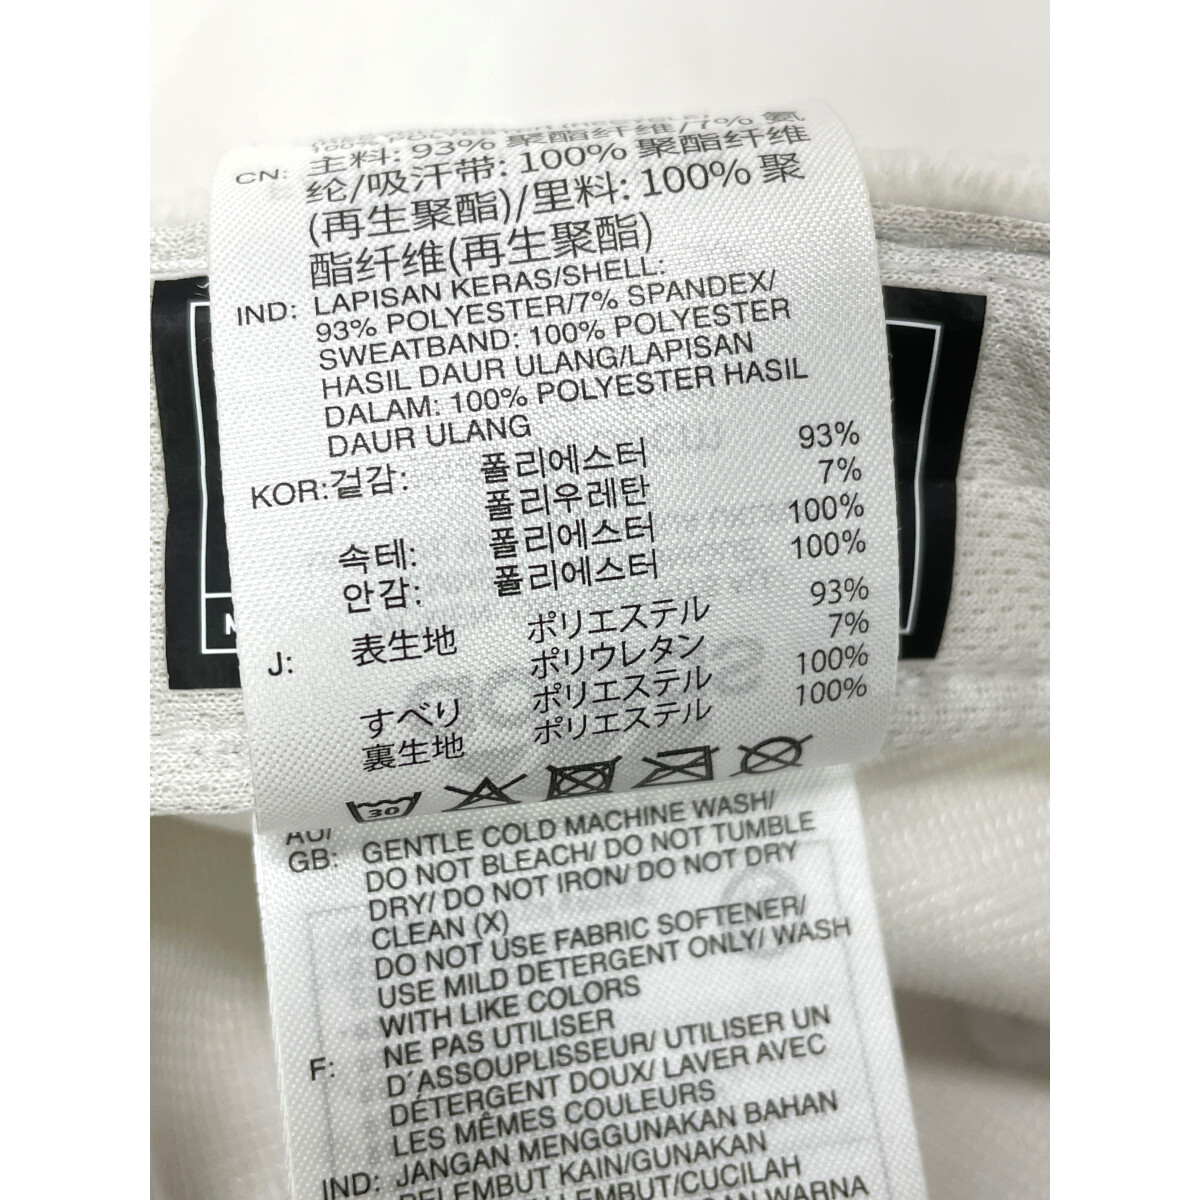 100% POLYESTER (RECYCLE)
CN: 主料: 93% 聚酯纤维/7% 氨
纶/吸汗带: 100% 聚酯纤维
(再生聚酯)/里料: 100% 聚
酯纤维(再生聚酯)
IND: LAPISAN KERAS/SHELL:
93% POLYESTER/7% SPANDEX/
SWEATBAND: 100% POLYESTER
HASIL DAUR ULANG/LAPISAN
DALAM: 100% POLYESTER HASIL
DAUR ULANG
KOR: 겉감: 폴리에스터 93%
폴리우레탄 7%
속테: 폴리에스터 100%
안감: 폴리에스터 100%
J: 表生地 ポリエステル 93%
ポリウレタン 7%
すべり ポリエステル 100%
裏生地 ポリエステル 100%
30
AU/
GB: GENTLE COLD MACHINE WASH/
DO NOT BLEACH/ DO NOT TUMBLE
DRY/ DO NOT IRON/ DO NOT DRY
CLEAN (X)
DO NOT USE FABRIC SOFTENER/
USE MILD DETERGENT ONLY/ WASH
WITH LIKE COLORS
F: NE PAS UTILISER
D´ASSOUPLISSEUR/ UTILISER UN
DÉTERGENT DOUX/ LAVER AVEC
LES MÊMES COULEURS
IND: JANGAN MENGGUNAKAN BAHAN
PELEMBUT KAIN/GUNAKAN
LEMBUT/CUCILAH
WARNA